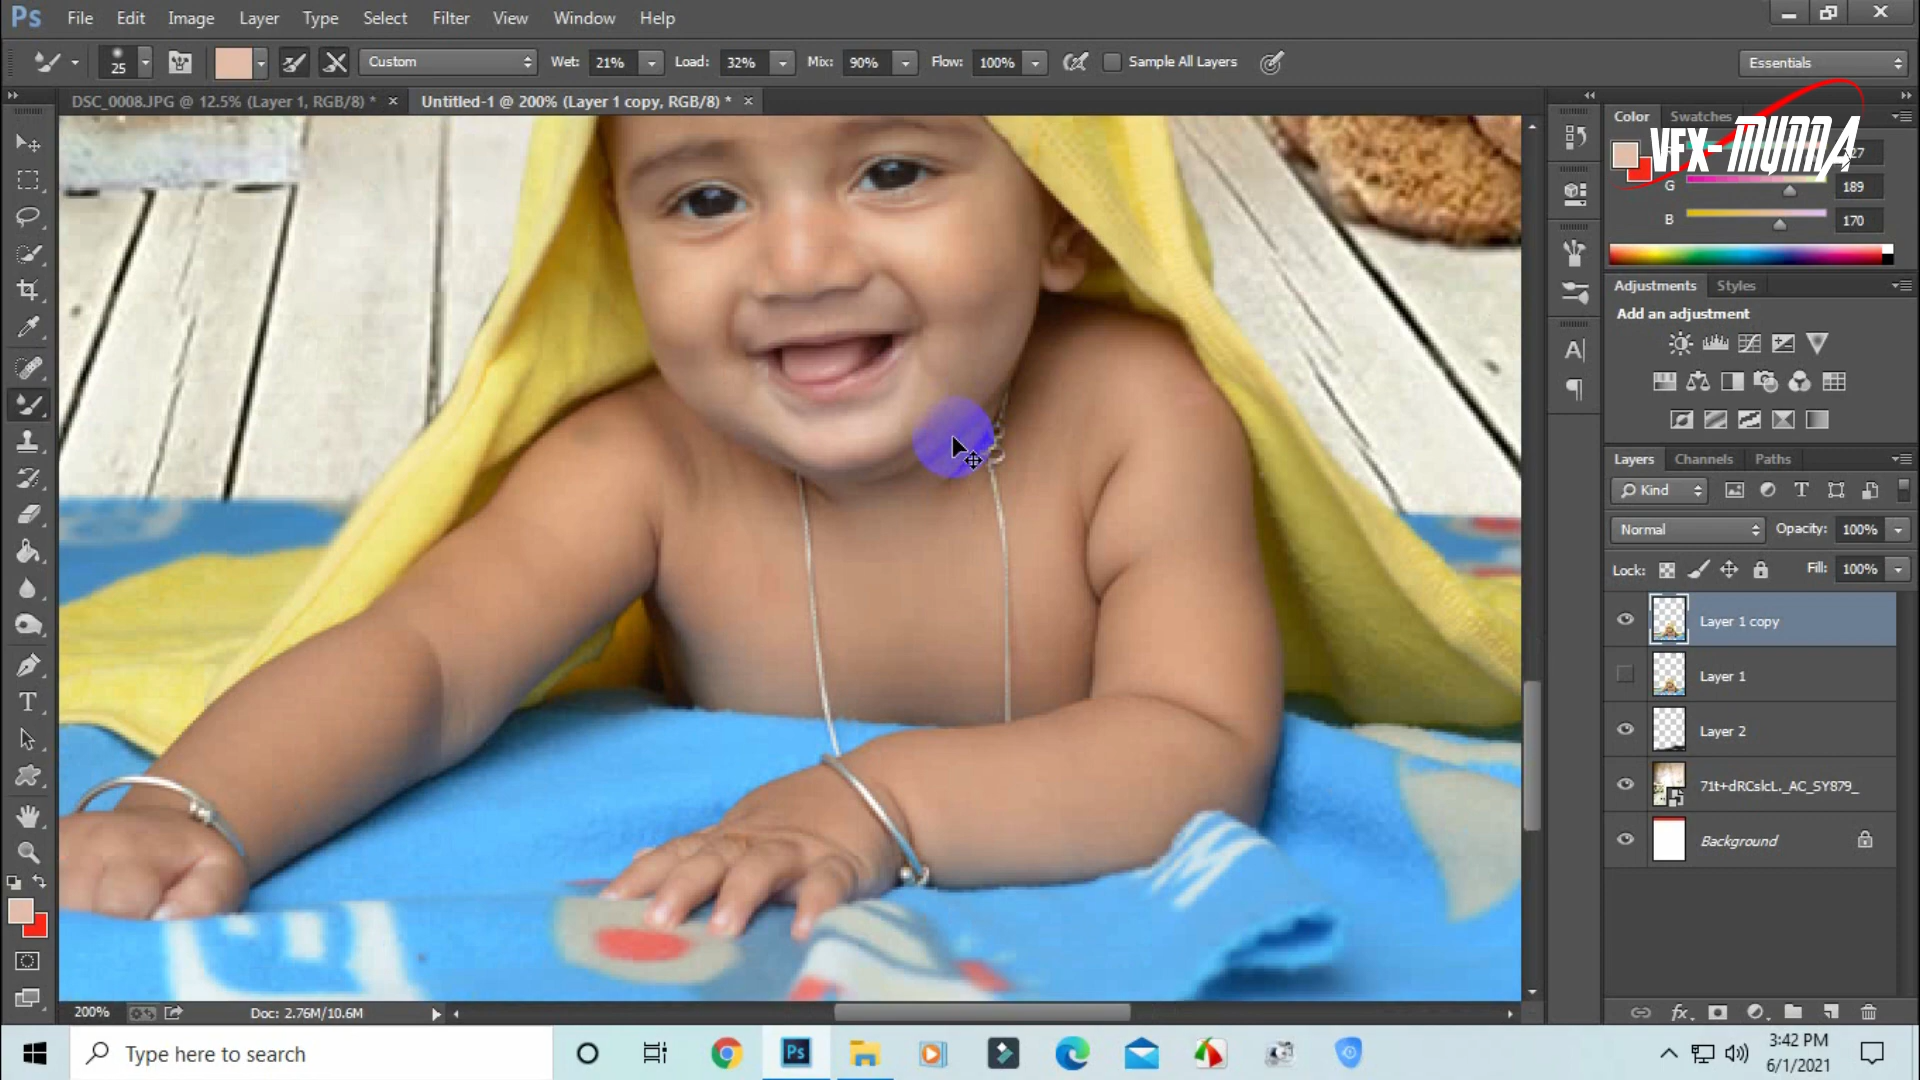 Ps File Edit Image Layer Type Select Filter View Window Help
25 Custom Wet: 21% Load: 32% Mix: 90% Flow: 100% Sample All Layers Essentials
DSC_0008.JPG @ 12.5% (Layer 1, RGB/8) * × Untitled-1 @ 200% (Layer 1 copy, RGB/8) * ×
Color Swatches
VFX-MUNNA
27
G 189
B 170
Adjustments Styles
Add an adjustment
Layers Channels Paths
Kind
Normal Opacity: 100%
Lock: Fill: 100%
Layer 1 copy
Layer 1
Layer 2
71t+dRCslcL._AC_SY879_
Background
200% Doc: 2.76M/10.6M
Type here to search
Ps
3:42 PM
6/1/2021